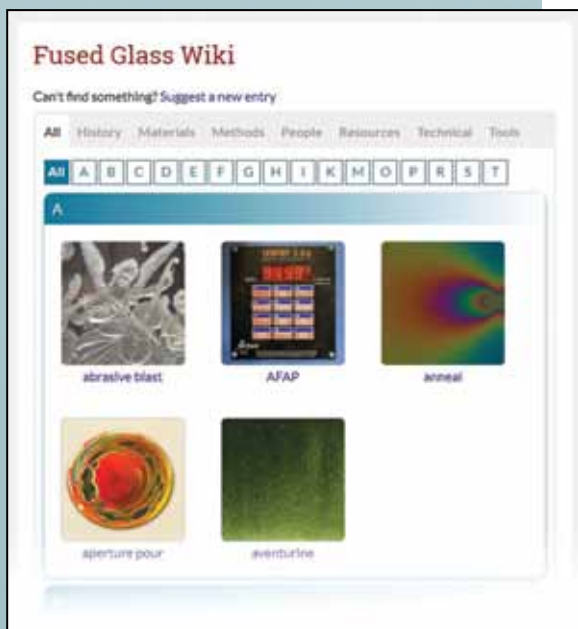 Fused Glass Wiki
Can't find something? Suggest a new entry
All History Materials Methods People Resources Technical Tools
All A B C D E F G H I K M O P R S T
A
abrasive blast AFAP anneal
aperture pour aventurine